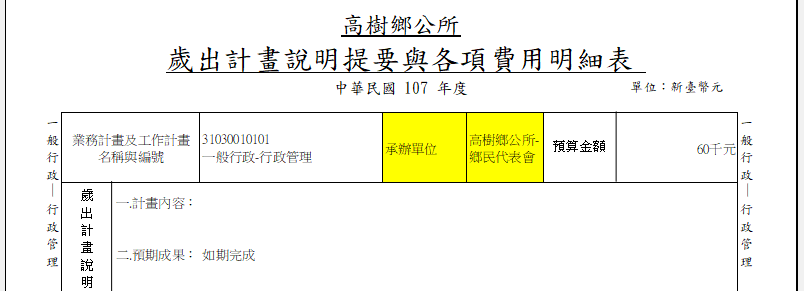 高樹鄉公所
歲出計畫說明提要與各項費用明細表
中華民國 107 年度
單位：新臺幣元
一般行政—行政管理
業務計畫及工作計畫
名稱與編號
31030010101
一般行政-行政管理
承辦單位
高樹鄉公所-
鄉民代表會
預算金額
60千元
一般行政—行政管理
歲出計畫說明
一.計畫內容：
二.預期成果： 如期完成